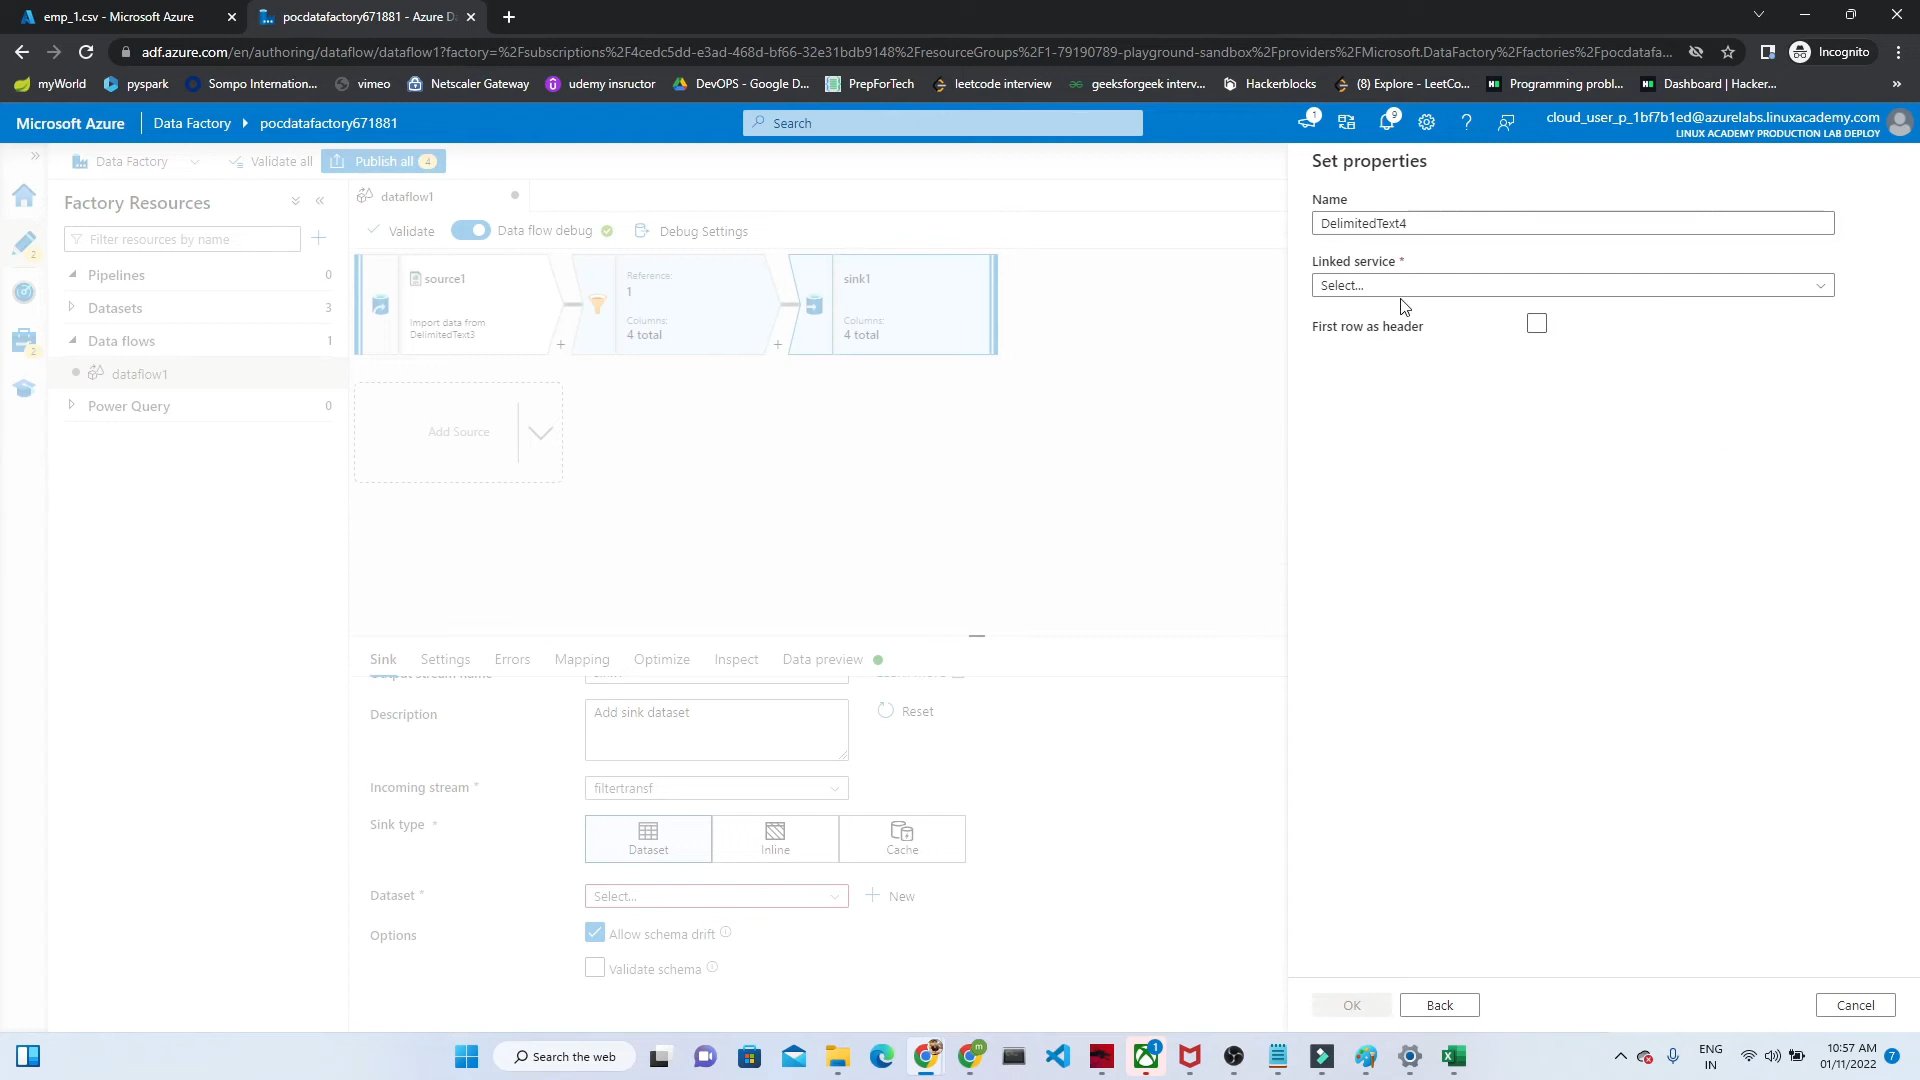 emp_1.csv - Microsoft Azure
pocdatafactory671881 - Azure Da
adf.azure.com/en/authoring/dataflow/dataflow1?factory=%2Fsubscriptions%2F4cedc5dd-e3ad-468d-bf66-32e31bdb9148%2FresourceGroups%2F1-79190789-playground-sandbox%2Fproviders%2FMicrosoft.DataFactory%2Ffactories%2Fpocdatafa...
Incognito
myWorld
pyspark
Sompo Internation...
vimeo
Netscaler Gateway
udemy insructor
DevOPS - Google D...
PrepForTech
leetcode interview
geeksforgeek interv...
Hackerblocks
(8) Explore - LeetCo...
Programming probl...
Dashboard | Hacker...
»
Microsoft Azure
Data Factory
pocdatafactory671881
Search
1
9
cloud_user_p_1bf7b1ed@azurelabs.linuxacademy.com
LINUX ACADEMY PRODUCTION LAB DEPLOY
Data Factory
Validate all
Publish all 4
Set properties
Factory Resources
Filter resources by name
Pipelines 0
Datasets 3
Data flows 1
dataflow1
Power Query 0
2
2
dataflow1
Validate
Data flow debug
Debug Settings
source1
Import data from
DelimitedText3
Reference:
1
Columns:
4 total
sink1
Columns:
4 total
Add Source
Name
DelimitedText4
Linked service *
Select...
First row as header
Sink
Settings
Errors
Mapping
Optimize
Inspect
Data preview
Description
Add sink dataset
Reset
Incoming stream *
filtertransf
Sink type *
Dataset
Inline
Cache
Dataset *
Select...
New
Options
Allow schema drift
Validate schema
OK
Back
Cancel
Search the web
m
1
ENG
IN
10:57 AM
01/11/2022
7